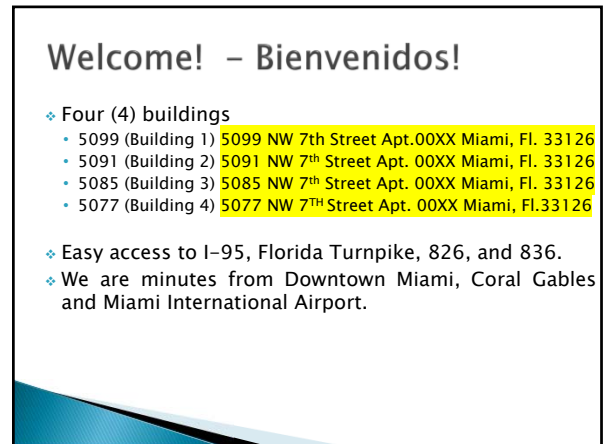 Welcome! – Bienvenidos!
❖ Four (4) buildings
• 5099 (Building 1) 5099 NW 7th Street Apt.00XX Miami, Fl. 33126
• 5091 (Building 2) 5091 NW 7th Street Apt. 00XX Miami, Fl. 33126
• 5085 (Building 3) 5085 NW 7th Street Apt. 00XX Miami, Fl. 33126
• 5077 (Building 4) 5077 NW 7TH Street Apt. 00XX Miami, Fl.33126
❖ Easy access to I-95, Florida Turnpike, 826, and 836.
❖ We are minutes from Downtown Miami, Coral Gables
and Miami International Airport.